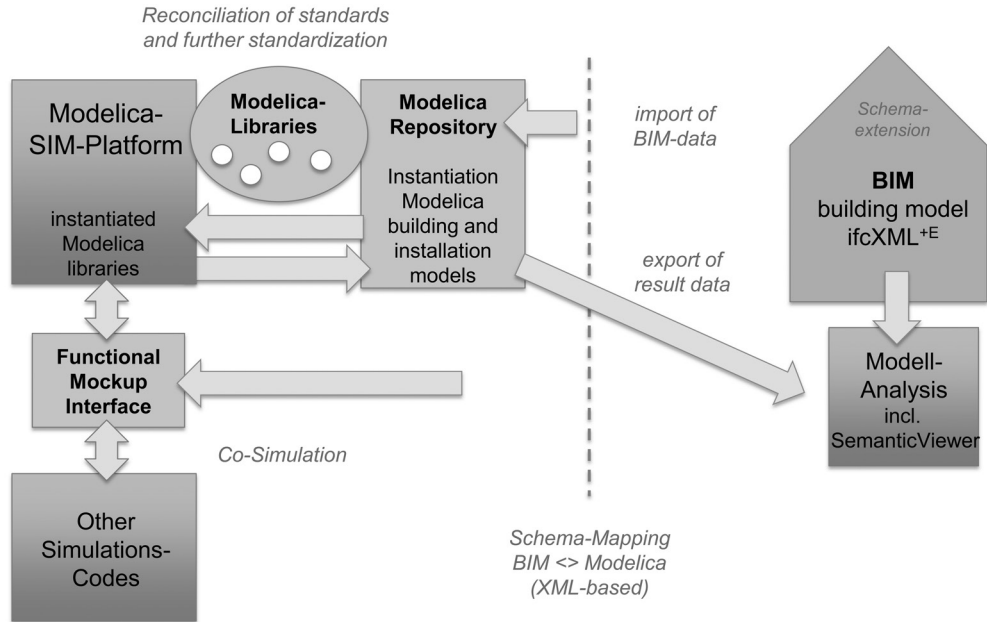 Reconciliation of standards
and further standardization
Modelica-
SIM-Platform
instantiated
Modelica
libraries
Modelica-
Libraries
Modelica
Repository
Instantiation
Modelica
building and
installation
models
import of
BIM-data
export of
result data
Schema-
extension
BIM
building model
ifcXML+E
Modell-
Analysis
incl.
SemanticViewer
Functional
Mockup
Interface
Co-Simulation
Other
Simulations-
Codes
Schema-Mapping
BIM <> Modelica
(XML-based)